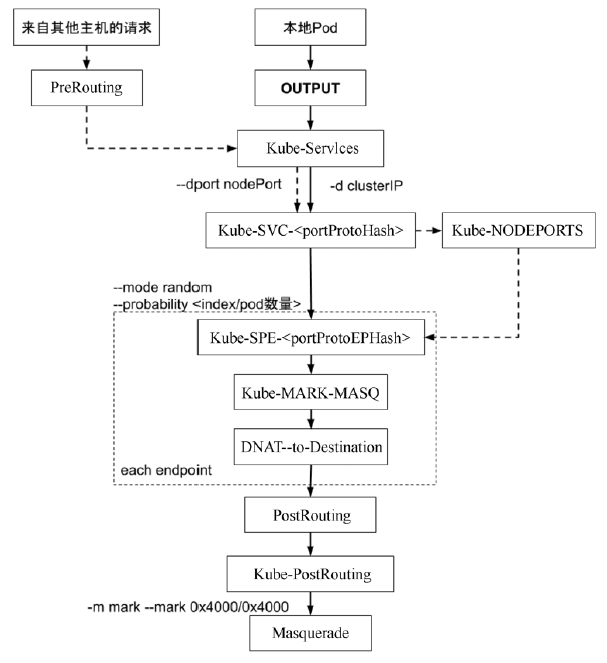 来自其他主机的请求
本地Pod
PreRouting
OUTPUT
Kube-Servlces
--dport nodePort
-d clusterIP
Kube-SVC-<portProtoHash>
Kube-NODEPORTS
--mode random
--probability <index/pod数量>
Kube-SPE-<portProtoEPHash>
Kube-MARK-MASQ
DNAT--to-Destination
each endpoint
PostRouting
Kube-PostRouting
-m mark --mark 0x4000/0x4000
Masquerade